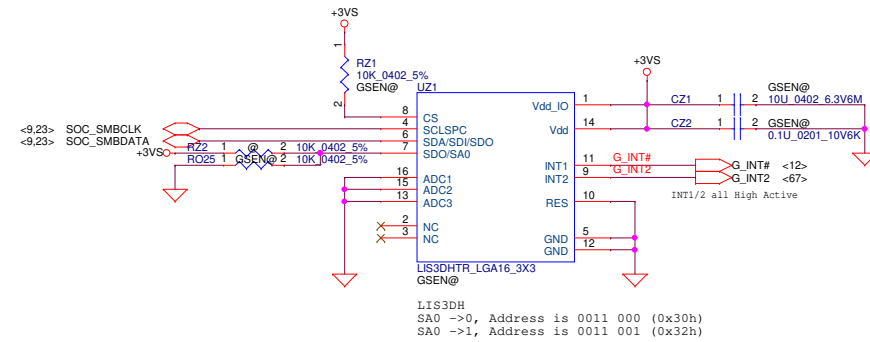 +3VS
1
RZ1
10K_0402_5%
GSEN@
2
UZ1
+3VS
GSEN@
CZ1 1 2 10U_0402_6.3V6M
GSEN@
CZ2 1 2
0.1U_0201_10V6K
8 CS
<9,23> SOC_SMBCLK 4 SCLSPC
<9,23> SOC_SMBDATA 6 SDA/SDI/SDO
+3VS RZ2 1 @ 2 10K_0402_5% 7 SDO/SA0
RO25 1 GSEN@ 2 10K_0402_5%
16 ADC1
15 ADC2
13 ADC3
2 NC
3 NC
Vdd_IO 1
Vdd 14
INT1 11 G_INT# G_INT# <12>
INT2 9 G_INT2 G_INT2 <67>
INT1/2 all High Active
RES 10
GND 5
GND 12
LIS3DHTR_LGA16_3X3
GSEN@
LIS3DH
SA0 ->0, Address is 0011 000 (0x30h)
SA0 ->1, Address is 0011 001 (0x32h)